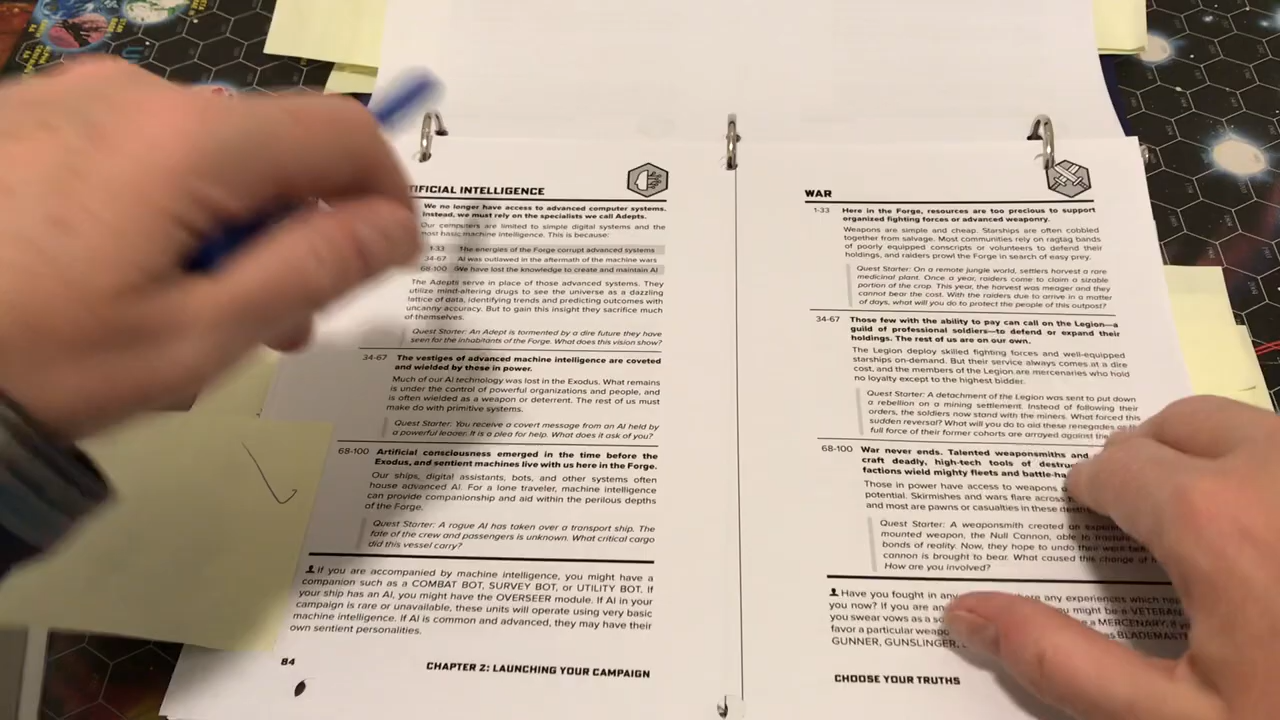 TIFICIAL INTELLIGENCE
We no longer have access to advanced computer systems.
Instead, we must rely on the specialists we call Adepts.
Our computers are limited to simple digital systems and the
most basic machine intelligence. This is because:
1-33 The energies of the Forge corrupt advanced systems
34-67 AI was outlawed in the aftermath of the machine wars
68-100 We have lost the knowledge to create and maintain AI
The Adepts serve in place of those advanced systems. They
utilize mind-altering drugs to see the universe as a dazzling
lattice of data, identifying trends and predicting outcomes with
uncanny accuracy. But to gain this insight they sacrifice much
of themselves.
Quest Starter: An Adept is tormented by a dire future they have
seen for the inhabitants of the Forge. What does this vision show?
34-67 The vestiges of advanced machine intelligence are coveted
and wielded by those in power.
Much of our AI technology was lost in the Exodus. What remains
is under the control of powerful organizations and people, and
is often wielded as a weapon or deterrent. The rest of us must
make do with primitive systems.
Quest Starter: You receive a covert message from an AI held by
a powerful leader. It is a plea for help. What does it ask of you?
68-100 Artificial consciousness emerged in the time before the
Exodus, and sentient machines live with us here in the Forge.
Our ships, digital assistants, bots, and other systems often
house advanced AI. For a lone traveler, machine intelligence
can provide companionship and aid within the perilous depths
of the Forge.
Quest Starter: A rogue AI has taken over a transport ship. The
fate of the crew and passengers is unknown. What critical cargo
did this vessel carry?
If you are accompanied by machine intelligence, you might have a
companion such as a COMBAT BOT, SURVEY BOT, or UTILITY BOT. If
your ship has an AI, you might have the OVERSEER module. If AI in your
campaign is rare or unavailable, these units will operate using very basic
machine intelligence. If AI is common and advanced, they may have their
own sentient personalities.
84 CHAPTER 2: LAUNCHING YOUR CAMPAIGN
WAR
1-33 Here in the Forge, resources are too precious to support
organized fighting forces or advanced weaponry.
Weapons are simple and cheap. Starships are often cobbled
together from salvage. Most communities rely on ragtag bands
of poorly equipped conscripts or volunteers to defend their
holdings, and raiders prowl the Forge in search of easy prey.
Quest Starter: On a remote jungle world, settlers harvest a rare
medicinal plant. Once a year, raiders come to claim a sizable
portion of the crop. This year, the harvest was meager and they
cannot bear the cost. With the raiders due to arrive in a matter
of days, what will you do to protect the people of this outpost?
34-67 Those few with the ability to pay can call on the Legion—a
guild of professional soldiers—to defend or expand their
holdings. The rest of us are on our own.
The Legion deploy skilled fighting forces and well-equipped
starships on-demand. But their service always comes at a dire
cost, and the members of the Legion are mercenaries who hold
no loyalty except to the highest bidder.
Quest Starter: A detachment of the Legion was sent to put down
a rebellion on a mining settlement. Instead of following their
orders, the soldiers now stand with the miners. What forced this
sudden reversal? What will you do to aid these renegades as the
full force of their former cohorts are arrayed against the
68-100 War never ends. Talented weaponsmiths and
craft deadly, high-tech tools of destruc
factions wield mighty fleets and battle-ha
Those in power have access to weapons
potential. Skirmishes and wars flare across
and most are pawns or casualties in these
Quest Starter: A weaponsmith created an
mounted weapon, the Null Cannon, able to
bonds of reality. Now, they hope to undo their
cannon is brought to bear. What caused this change of
How are you involved?
Have you fought in any any experiences which
you now? If you are an might be a VETERAN
you swear vows as a so a MERCENARY.
favor a particular weapo as BLADEMASTE
GUNNER, GUNSLINGER,
CHOOSE YOUR TRUTHS